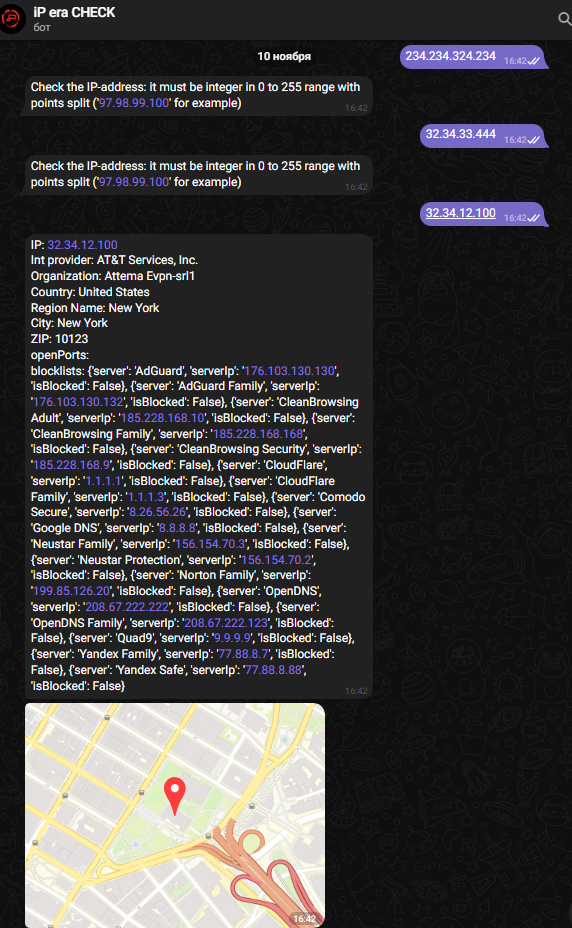 iP era CHECK
бот
10 ноября
234.234.324.234 16:42
Check the IP-address: it must be integer in 0 to 255 range with
points split ('97.98.99.100' for example)
16:42
32.34.33.444 16:42
Check the IP-address: it must be integer in 0 to 255 range with
points split ('97.98.99.100' for example)
16:42
32.34.12.100 16:42
IP: 32.34.12.100
Int provider: AT&T Services, Inc.
Organization: Attema Evpn-srl1
Country: United States
Region Name: New York
City: New York
ZIP: 10123
openPorts:
blocklists: {'server': 'AdGuard', 'serverIp': '176.103.130.130',
'isBlocked': False}, {'server': 'AdGuard Family', 'serverIp':
'176.103.130.132', 'isBlocked': False}, {'server': 'CleanBrowsing
Adult', 'serverIp': '185.228.168.10', 'isBlocked': False}, {'server':
'CleanBrowsing Family', 'serverIp': '185.228.168.168',
'isBlocked': False}, {'server': 'CleanBrowsing Security', 'serverIp':
'185.228.168.9', 'isBlocked': False}, {'server': 'CloudFlare',
'serverIp': '1.1.1.1', 'isBlocked': False}, {'server': 'CloudFlare
Family', 'serverIp': '1.1.1.3', 'isBlocked': False}, {'server': 'Comodo
Secure', 'serverIp': '8.26.56.26', 'isBlocked': False}, {'server':
'Google DNS', 'serverIp': '8.8.8.8', 'isBlocked': False}, {'server':
'Neustar Family', 'serverIp': '156.154.70.3', 'isBlocked': False},
{'server': 'Neustar Protection', 'serverIp': '156.154.70.2',
'isBlocked': False}, {'server': 'Norton Family', 'serverIp':
'199.85.126.20', 'isBlocked': False}, {'server': 'OpenDNS',
'serverIp': '208.67.222.222', 'isBlocked': False}, {'server':
'OpenDNS Family', 'serverIp': '208.67.222.123', 'isBlocked':
False}, {'server': 'Quad9', 'serverIp': '9.9.9.9', 'isBlocked': False},
{'server': 'Yandex Family', 'serverIp': '77.88.8.7', 'isBlocked':
False}, {'server': 'Yandex Safe', 'serverIp': '77.88.8.88',
'isBlocked': False}
16:42
16:42